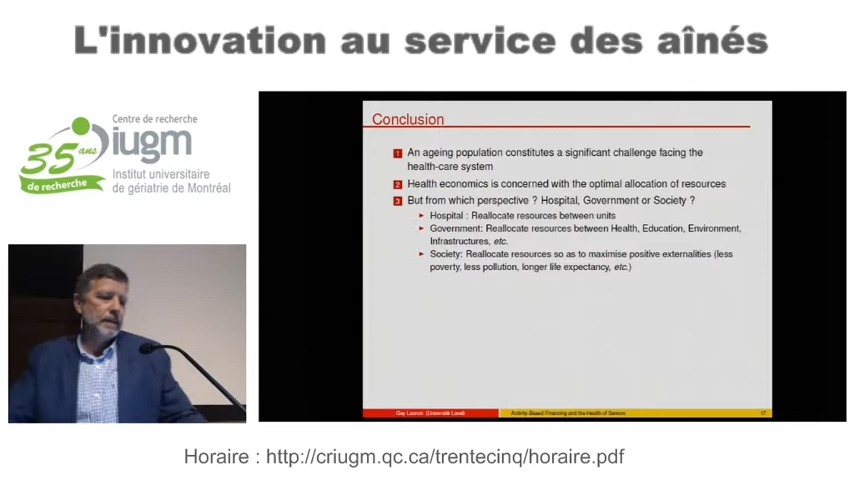 L'innovation au service des aînés
Centre de recherche
iugm
35 ans
de recherche
Institut universitaire
de gériatrie de Montréal
Conclusion
1 An ageing population constitutes a significant challenge facing the
health-care system
2 Health economics is concerned with the optimal allocation of resources
3 But from which perspective ? Hospital, Government or Society ?
► Hospital : Reallocate resources between units
► Government: Reallocate resources between Health, Education, Environment,
Infrastructures, etc.
► Society: Reallocate resources so as to maximise positive externalities (less
poverty, less pollution, longer life expectancy, etc.)
Guy Lacroix (Université Laval) Activity-Based Financing and the Health of Seniors 17
Horaire : http://criugm.qc.ca/trentecinq/horaire.pdf